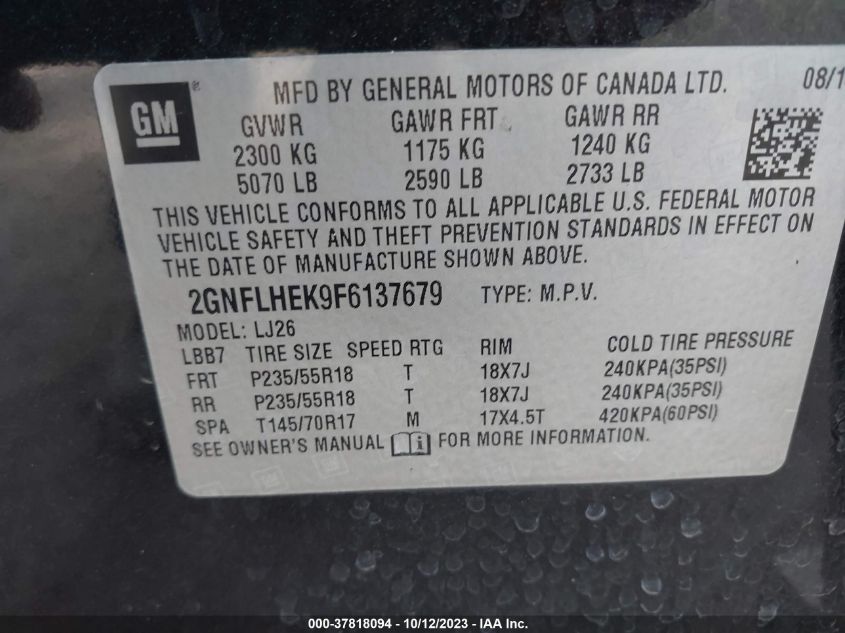 GM ®
MFD BY GENERAL MOTORS OF CANADA LTD. 08/1
GVWR GAWR FRT GAWR RR
2300 KG 1175 KG 1240 KG
5070 LB 2590 LB 2733 LB
THIS VEHICLE CONFORMS TO ALL APPLICABLE U.S. FEDERAL MOTOR
VEHICLE SAFETY AND THEFT PREVENTION STANDARDS IN EFFECT ON
THE DATE OF MANUFACTURE SHOWN ABOVE.
2GNFLHEK9F6137679 TYPE: M.P.V.
MODEL: LJ26
LBB7 TIRE SIZE SPEED RTG RIM COLD TIRE PRESSURE
FRT P235/55R18 T 18X7J 240KPA(35PSI)
RR P235/55R18 T 18X7J 240KPA(35PSI)
SPA T145/70R17 M 17X4.5T 420KPA(60PSI)
SEE OWNER'S MANUAL FOR MORE INFORMATION.
000-37818094 - 10/12/2023 - IAA Inc.